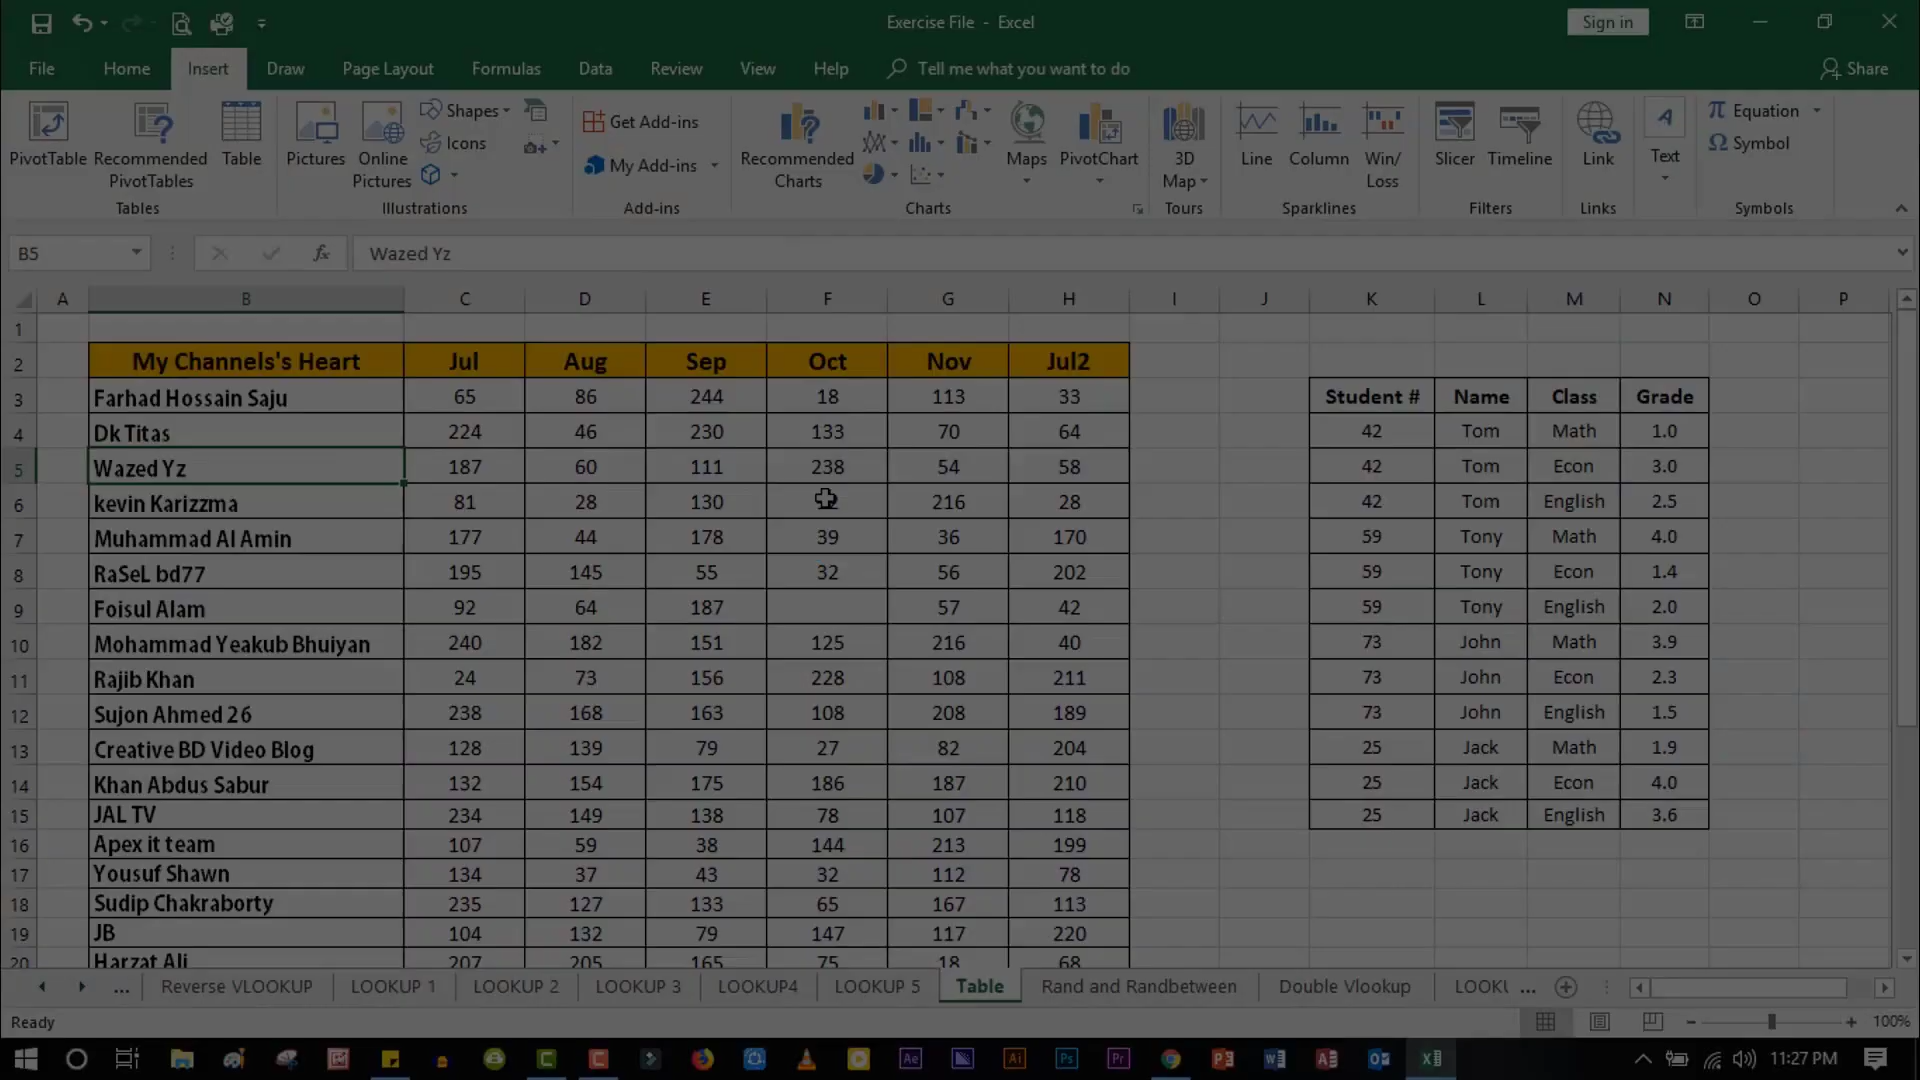 Exercise File - Excel
Sign in
File Home Insert Draw Page Layout Formulas Data Review View Help Tell me what you want to do Share
PivotTable Recommended PivotTables Table Pictures Online Pictures Shapes Icons Get Add-ins My Add-ins Recommended Charts Maps PivotChart 3D Map Line Column Win/Loss Slicer Timeline Link Text Equation Symbol
Tables Illustrations Add-ins Charts Tours Sparklines Filters Links Symbols
B5 fx Wazed Yz
A B C D E F G H I J K L M N O P
1
2 My Channels's Heart Jul Aug Sep Oct Nov Jul2
3 Farhad Hossain Saju 65 86 244 18 113 33 Student # Name Class Grade
4 Dk Titas 224 46 230 133 70 64 42 Tom Math 1.0
5 Wazed Yz 187 60 111 238 54 58 42 Tom Econ 3.0
6 kevin Karizzma 81 28 130 216 28 42 Tom English 2.5
7 Muhammad Al Amin 177 44 178 39 36 170 59 Tony Math 4.0
8 RaSeL bd77 195 145 55 32 56 202 59 Tony Econ 1.4
9 Foisul Alam 92 64 187 57 42 59 Tony English 2.0
10 Mohammad Yeakub Bhuiyan 240 182 151 125 216 40 73 John Math 3.9
11 Rajib Khan 24 73 156 228 108 211 73 John Econ 2.3
12 Sujon Ahmed 26 238 168 163 108 208 189 73 John English 1.5
13 Creative BD Video Blog 128 139 79 27 82 204 25 Jack Math 1.9
14 Khan Abdus Sabur 132 154 175 186 187 210 25 Jack Econ 4.0
15 JAL TV 234 149 138 78 107 118 25 Jack English 3.6
16 Apex it team 107 59 38 144 213 199
17 Yousuf Shawn 134 37 43 32 112 78
18 Sudip Chakraborty 235 127 133 65 167 113
19 JB 104 132 79 147 117 220
20 Harzat Ali 207 205 165 75 18 68
... Reverse VLOOKUP LOOKUP 1 LOOKUP 2 LOOKUP 3 LOOKUP4 LOOKUP 5 Table Rand and Randbetween Double Vlookup LOOKU ...
Ready 100%
Ae Ai Ps Pr 11:27 PM